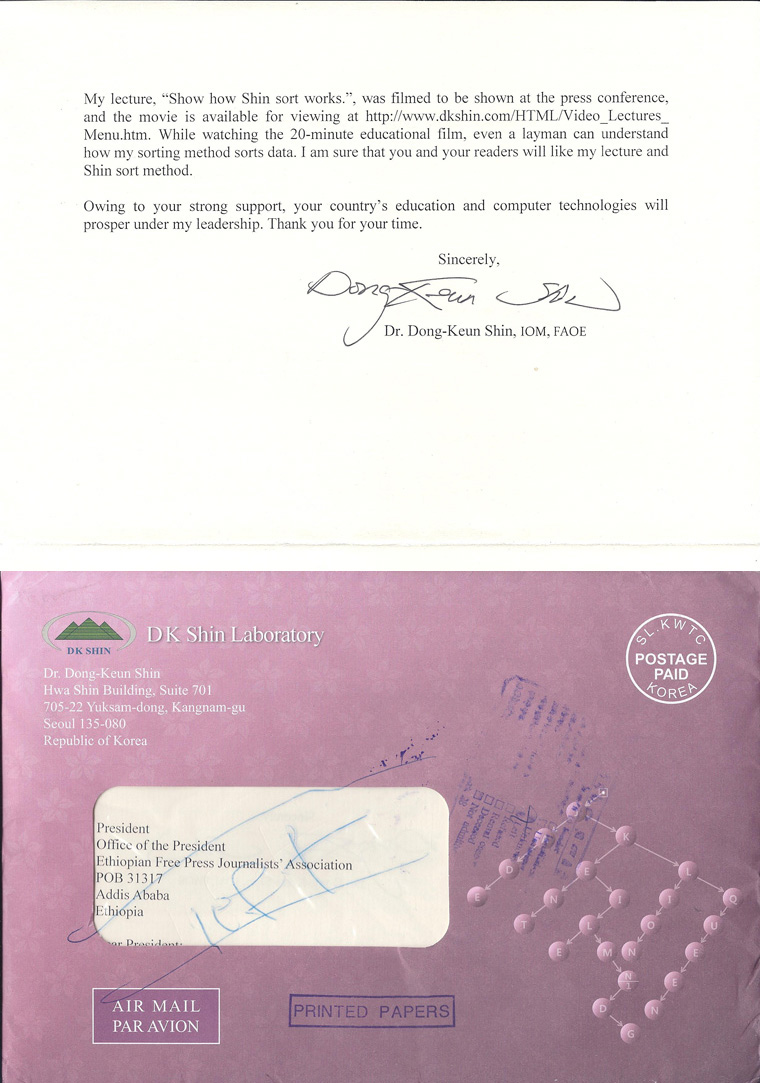 My lecture, “Show how Shin sort works.”, was filmed to be shown at the press conference,
and the movie is available for viewing at http://www.dkshin.com/HTML/Video_Lectures_
Menu.htm. While watching the 20-minute educational film, even a layman can understand
how my sorting method sorts data. I am sure that you and your readers will like my lecture and
Shin sort method.
Owing to your strong support, your country’s education and computer technologies will
prosper under my leadership. Thank you for your time.
Sincerely,
Dong-Keun Shin
Dr. Dong-Keun Shin, IOM, FAOE
DK SHIN
DK Shin Laboratory
Dr. Dong-Keun Shin
Hwa Shin Building, Suite 701
705-22 Yuksam-dong, Kangnam-gu
Seoul 135-080
Republic of Korea
SL.KWTC
POSTAGE
PAID
KOREA
President
Office of the President
Ethiopian Free Press Journalists’ Association
POB 31317
Addis Ababa
Ethiopia
President:
left
AIR MAIL
PAR AVION
PRINTED PAPERS
K
D E L
E N I I Q
T L O U
E M N E
N E
D N
G